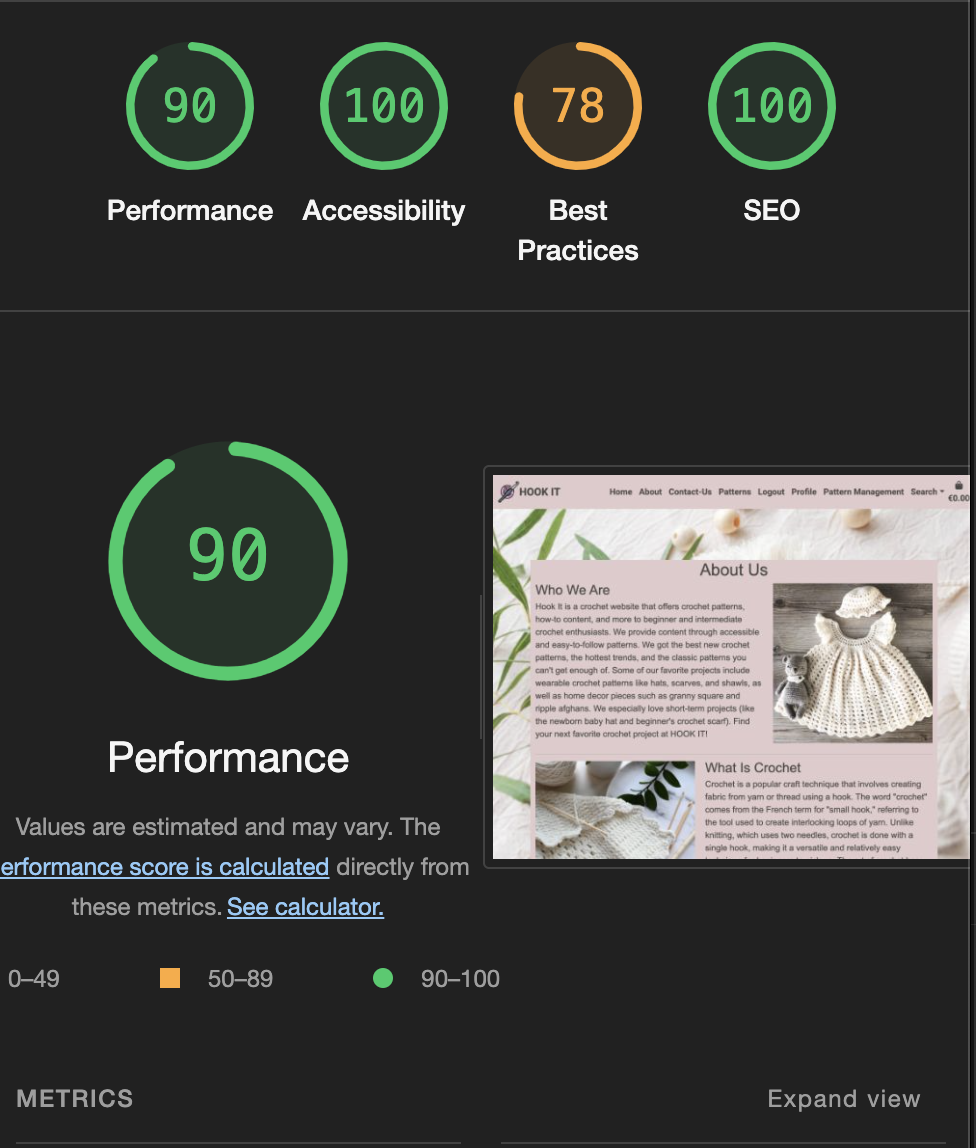 90
100
78
100
Performance
Accessibility
Best
Practices
SEO
90
Performance
Values are estimated and may vary. The
erformance score is calculated directly from
these metrics. See calculator.
0–49
50–89
90–100
HOOK IT
Home About Contact-Us Patterns Logout Profile Pattern Management Search
€0.00
About Us
Who We Are
Hook It is a crochet website that offers crochet patterns,
how-to content, and more to beginner and intermediate
crochet enthusiasts. We provide content through accessible
and easy-to-follow patterns. We got the best new crochet
patterns, the hottest trends, and the classic patterns you
can't get enough of. Some of our favorite projects include
wearable crochet patterns like hats, scarves, and shawls, as
well as home decor pieces such as granny square and
ripple afghans. We especially love short-term projects (like
the newborn baby hat and beginner's crochet scarf). Find
your next favorite crochet project at HOOK IT!
What Is Crochet
Crochet is a popular craft technique that involves creating
fabric from yarn or thread using a hook. The word "crochet"
comes from the French term for "small hook," referring to
the tool used to create interlocking loops of yarn. Unlike
knitting, which uses two needles, crochet is done with a
single hook, making it a versatile and relatively easy
METRICS
Expand view